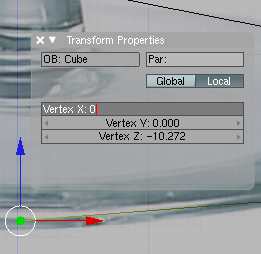 Transform Properties
OB: Cube Par:
Global Local
Vertex X: 0
Vertex Y: 0.000
Vertex Z: -10.272